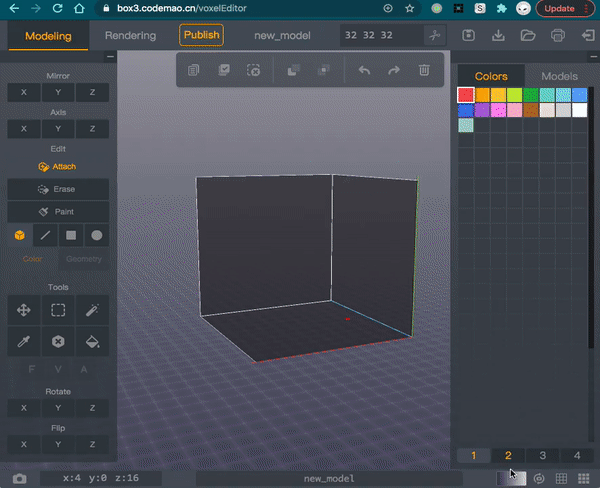 box3.codemao.cn/voxelEditor
Update
Modeling
Rendering
Publish
new_model
32 32 32
Mirror
X Y Z
Axis
X Y Z
Edit
Attach
Erase
Paint
Color
Geometry
Tools
F V A
Rotate
X Y Z
Flip
X Y Z
Colors
Models
1 2 3 4
x:4 y:0 z:16
new_model